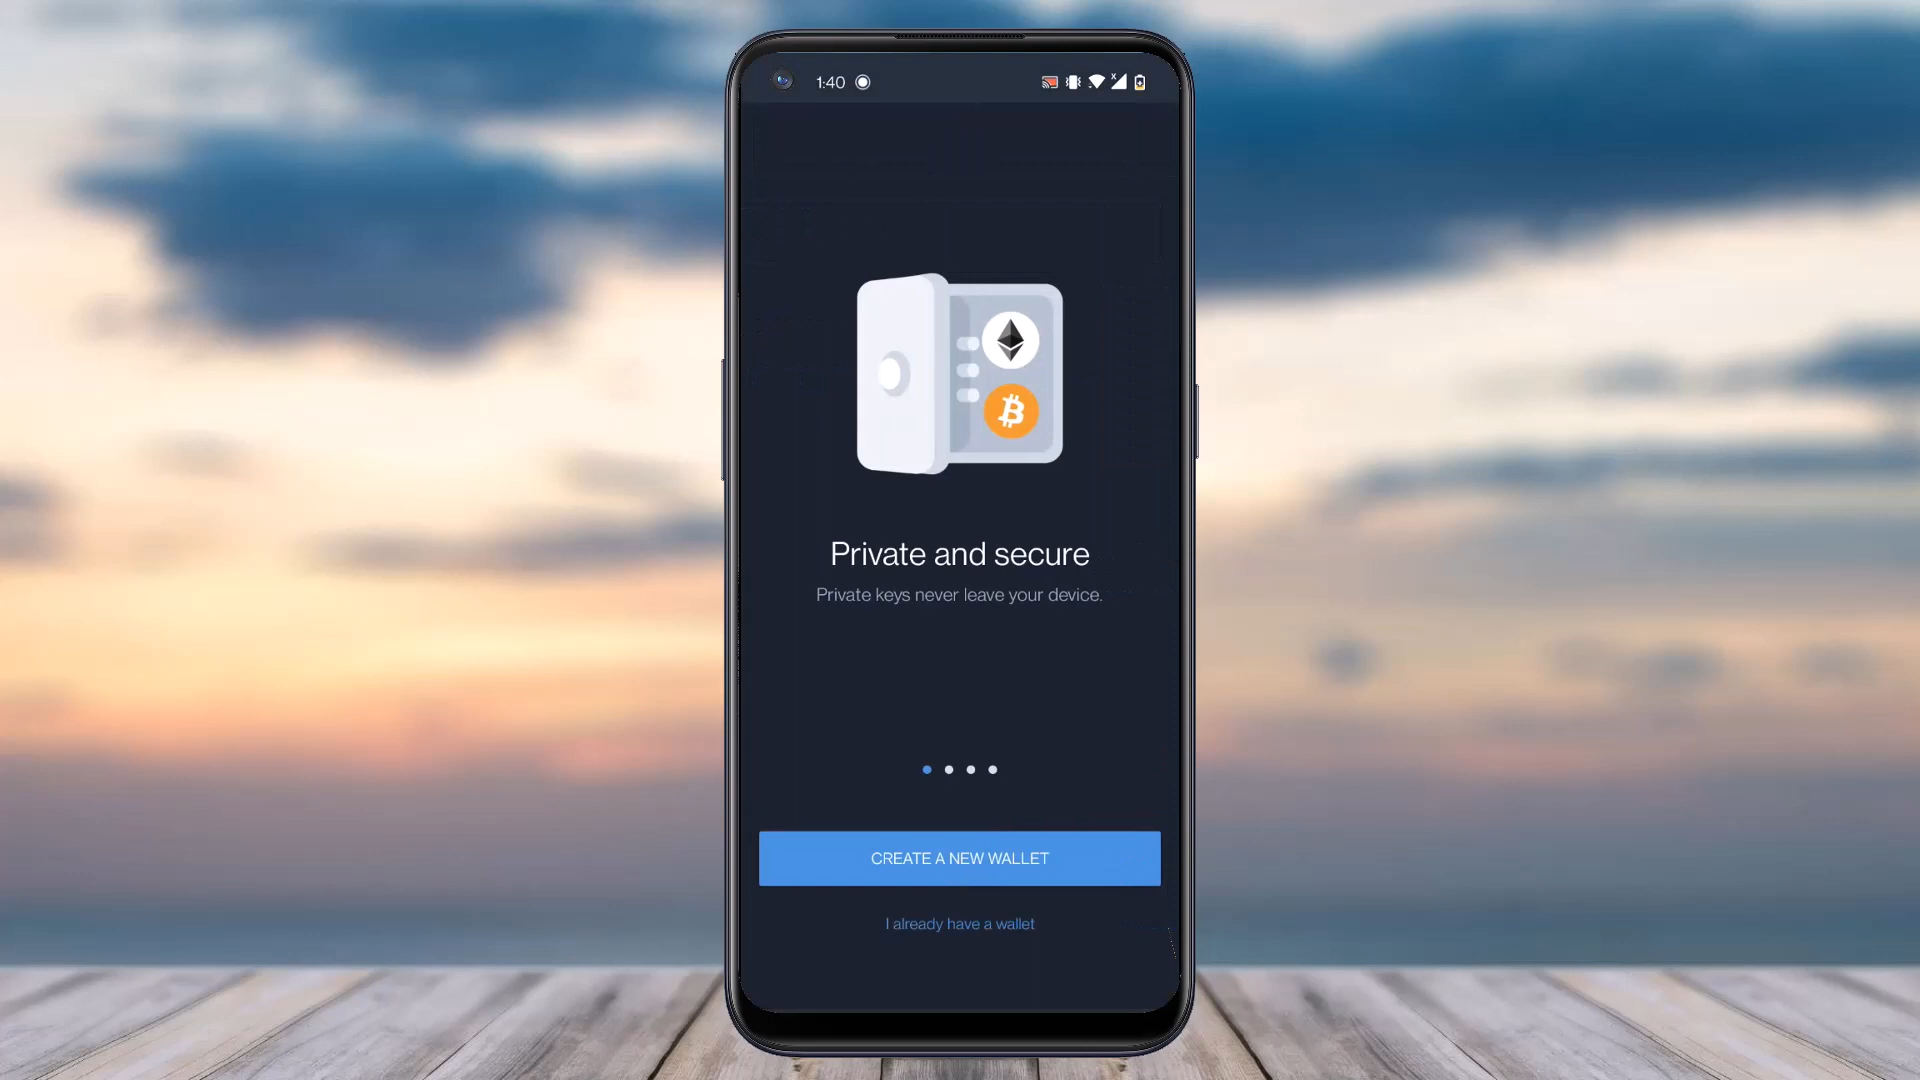 1:40
Private and secure
Private keys never leave your device.
CREATE A NEW WALLET
I already have a wallet